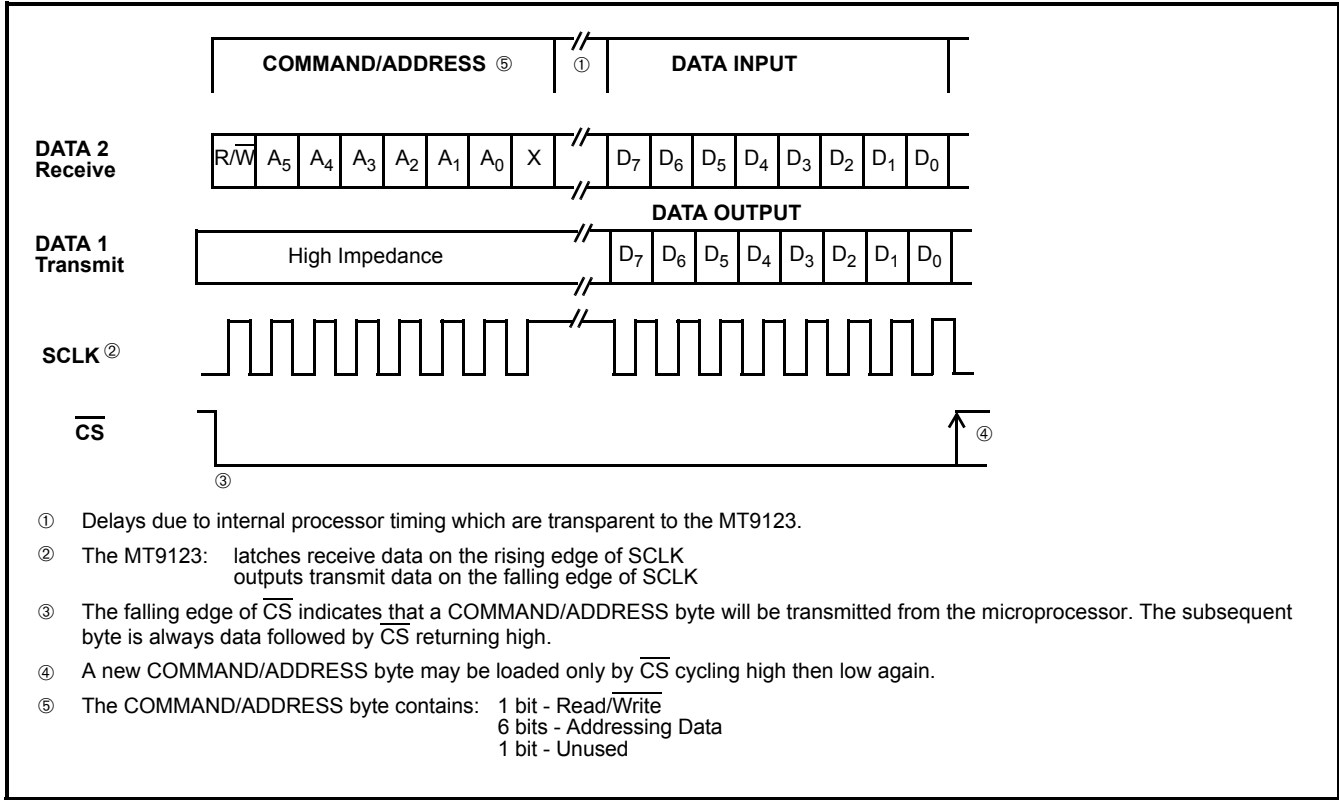 COMMAND/ADDRESS ⑤ ① DATA INPUT
DATA 2
Receive
R/W̅ A₅ A₄ A₃ A₂ A₁ A₀ X D₇ D₆ D₅ D₄ D₃ D₂ D₁ D₀
DATA OUTPUT
DATA 1
Transmit
High Impedance D₇ D₆ D₅ D₄ D₃ D₂ D₁ D₀
SCLK ②
C̅S̅
③
④
① Delays due to internal processor timing which are transparent to the MT9123.
② The MT9123: latches receive data on the rising edge of SCLK
outputs transmit data on the falling edge of SCLK
③ The falling edge of C̅S̅ indicates that a COMMAND/ADDRESS byte will be transmitted from the microprocessor. The subsequent
byte is always data followed by C̅S̅ returning high.
④ A new COMMAND/ADDRESS byte may be loaded only by C̅S̅ cycling high then low again.
⑤ The COMMAND/ADDRESS byte contains: 1 bit - Read/W̅r̅i̅t̅e̅
6 bits - Addressing Data
1 bit - Unused